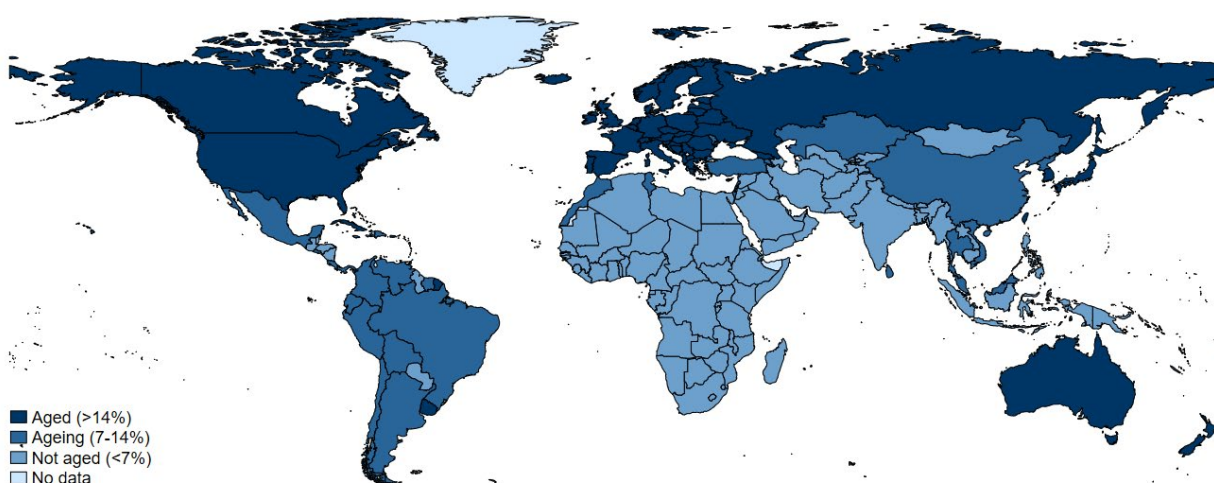 Aged (>14%)
Ageing (7-14%)
Not aged (<7%)
No data